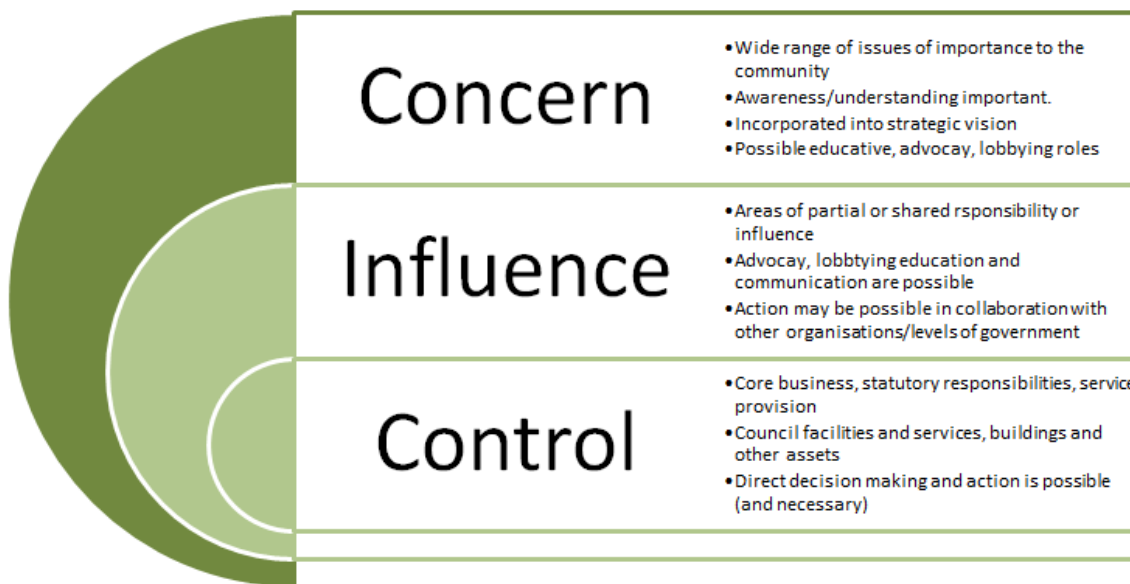 Concern
•Wide range of issues of importance to the
community
•Awareness/understanding important.
•Incorporated into strategic vision
•Possible educative, advocay, lobbying roles
Influence
•Areas of partial or shared rsponsibility or
influence
•Advocay, lobbtying education and
communication are possible
•Action may be possible in collaboration with
other organisations/levels of government
Control
•Core business, statutory responsibilities, service
provision
•Council facilities and services, buildings and
other assets
•Direct decision making and action is possible
(and necessary)